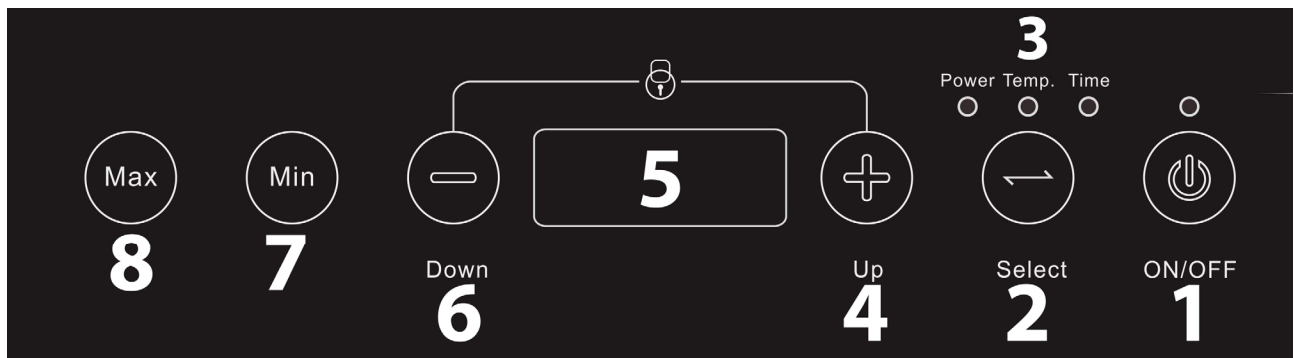 3
Power Temp. Time
Max Min 5
8 7 Down Up Select ON/OFF
6 4 2 1